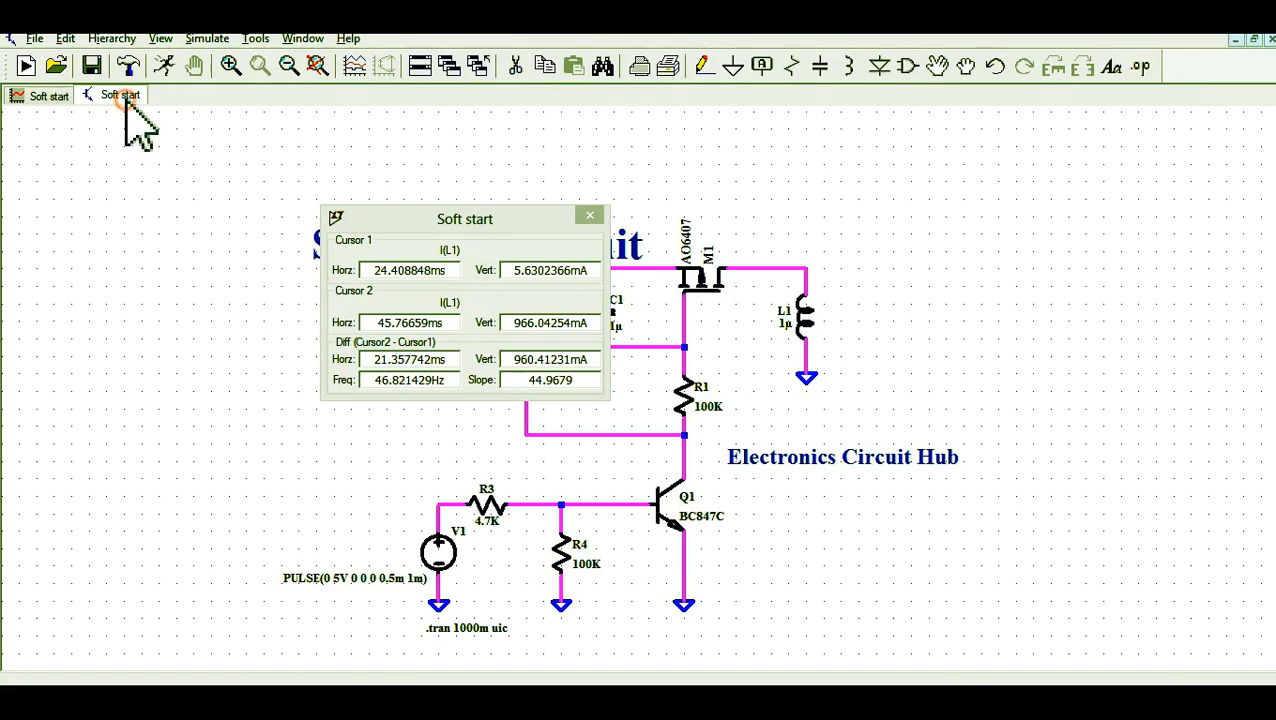 File Edit Hierarchy View Simulate Tools Window Help
Aa .op
Soft start Soft start
Soft start
Cursor 1
I(L1)
Horz: 24.408848ms Vert: 5.6302366mA
Cursor 2
I(L1)
Horz: 45.76659ms Vert: 966.04254mA
Diff (Cursor2 - Cursor1)
Horz: 21.357742ms Vert: 960.41231mA
Freq: 46.821429Hz Slope: 44.9679
AO6407
M1
C1
1µ
L1
1µ
R1
100K
Electronics Circuit Hub
R3
4.7K
Q1
BC847C
V1
R4
100K
PULSE(0 5V 0 0 0 0.5m 1m)
.tran 1000m uic